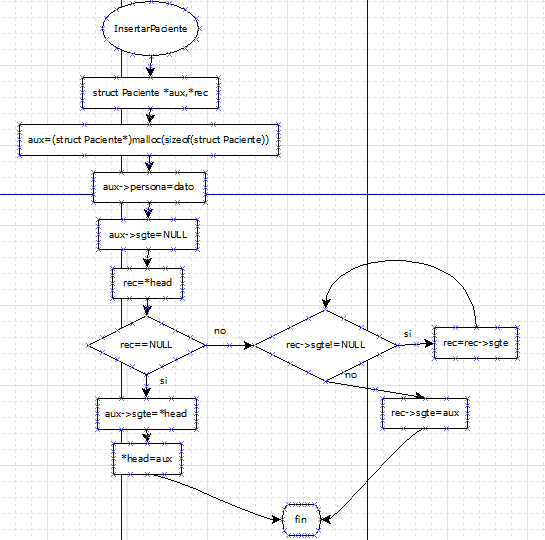 InsertarPaciente
struct Paciente *aux,*rec
aux=(struct Paciente*)malloc(sizeof(struct Paciente))
aux->persona=dato
aux->sgte=NULL
rec=*head
rec==NULL
no
rec->sgte!=NULL
si
rec=rec->sgte
si
no
aux->sgte=*head
rec->sgte=aux
*head=aux
fin